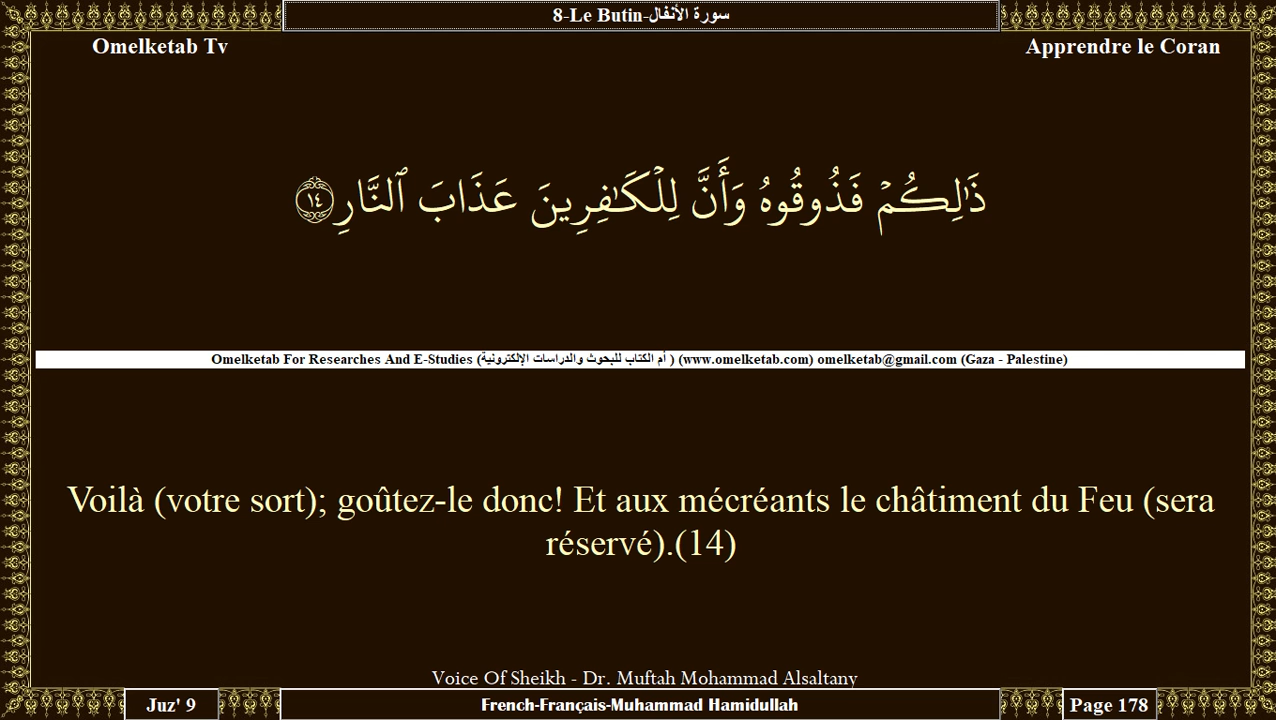 8-Le Butin-سورة الأنفال
Omelketab Tv
Apprendre le Coran
ذَٰلِكُمۡ فَذُوقُوهُ وَأَنَّ لِلۡكَٰفِرِينَ عَذَابَ ٱلنَّارِ ١٤
Omelketab For Researches And E-Studies (أم الكتاب للبحوث والدراسات الإلكترونية ) (www.omelketab.com) omelketab@gmail.com (Gaza - Palestine)
Voilà (votre sort); goûtez-le donc! Et aux mécréants le châtiment du Feu (sera
réservé).(14)
Voice Of Sheikh - Dr. Muftah Mohammad Alsaltany
Juz' 9
French-Français-Muhammad Hamidullah
Page 178